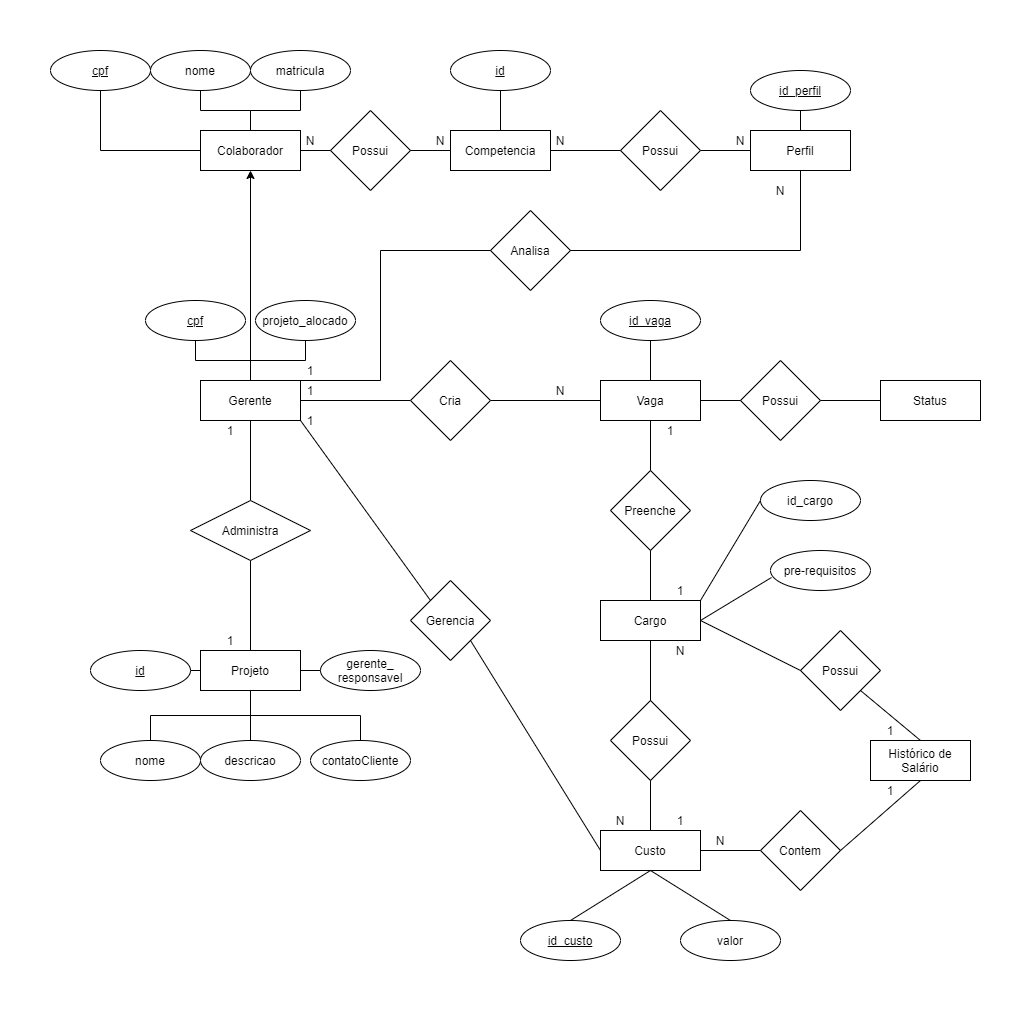 cpf
nome
matricula
id
id_perfil
Colaborador
N
Possui
N
Competencia
N
Possui
N
Perfil
N
Analisa
cpf
projeto_alocado
id_vaga
1
Gerente
1
Cria
N
Vaga
Possui
Status
1
1
1
Administra
Preenche
id_cargo
pre-requisitos
1
Cargo
Gerencia
N
1
id
Projeto
gerente_
responsavel
Possui
nome
descricao
contatoCliente
Possui
1
Histórico de
Salário
1
N
1
Custo
N
Contem
id_custo
valor